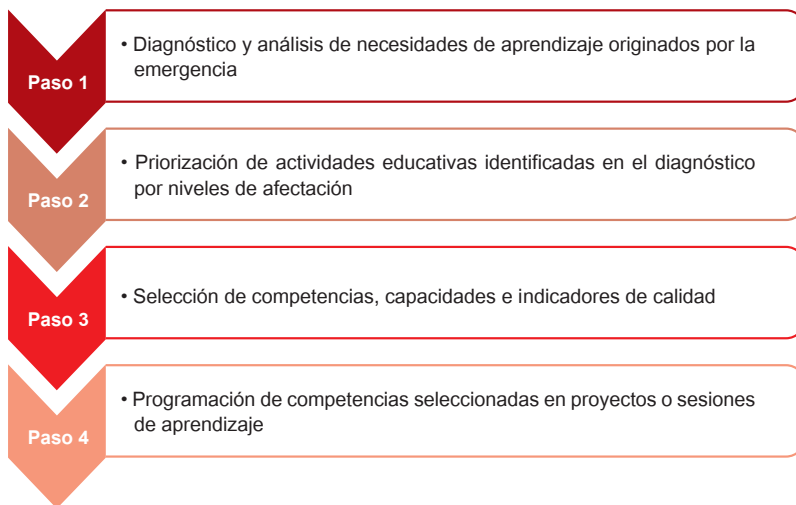 Paso 1
• Diagnóstico y análisis de necesidades de aprendizaje originados por la
emergencia
Paso 2
• Priorización de actividades educativas identificadas en el diagnóstico
por niveles de afectación
Paso 3
• Selección de competencias, capacidades e indicadores de calidad
Paso 4
• Programación de competencias seleccionadas en proyectos o sesiones
de aprendizaje